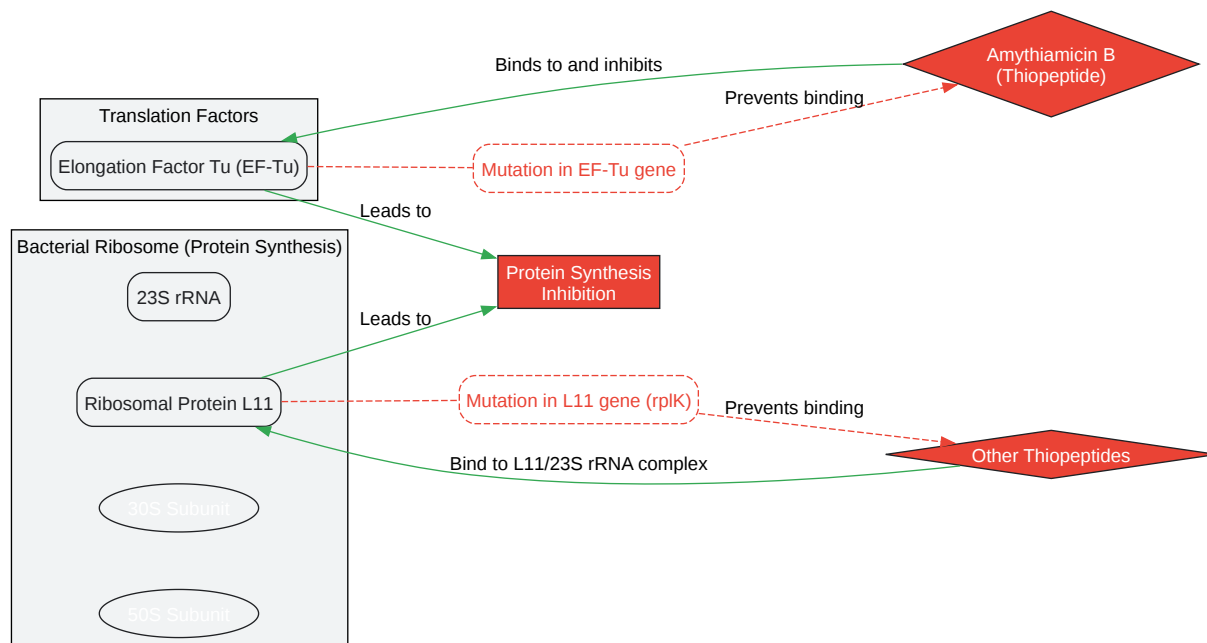 Amythiamicin B
(Thiopeptide)
Binds to and inhibits
Prevents binding
Translation Factors
Elongation Factor Tu (EF-Tu)
Mutation in EF-Tu gene
Leads to
Bacterial Ribosome (Protein Synthesis)
Protein Synthesis
Inhibition
23S rRNA
Leads to
Ribosomal Protein L11
Mutation in L11 gene (rplK)
Prevents binding
Other Thiopeptides
Bind to L11/23S rRNA complex
30S Subunit
50S Subunit